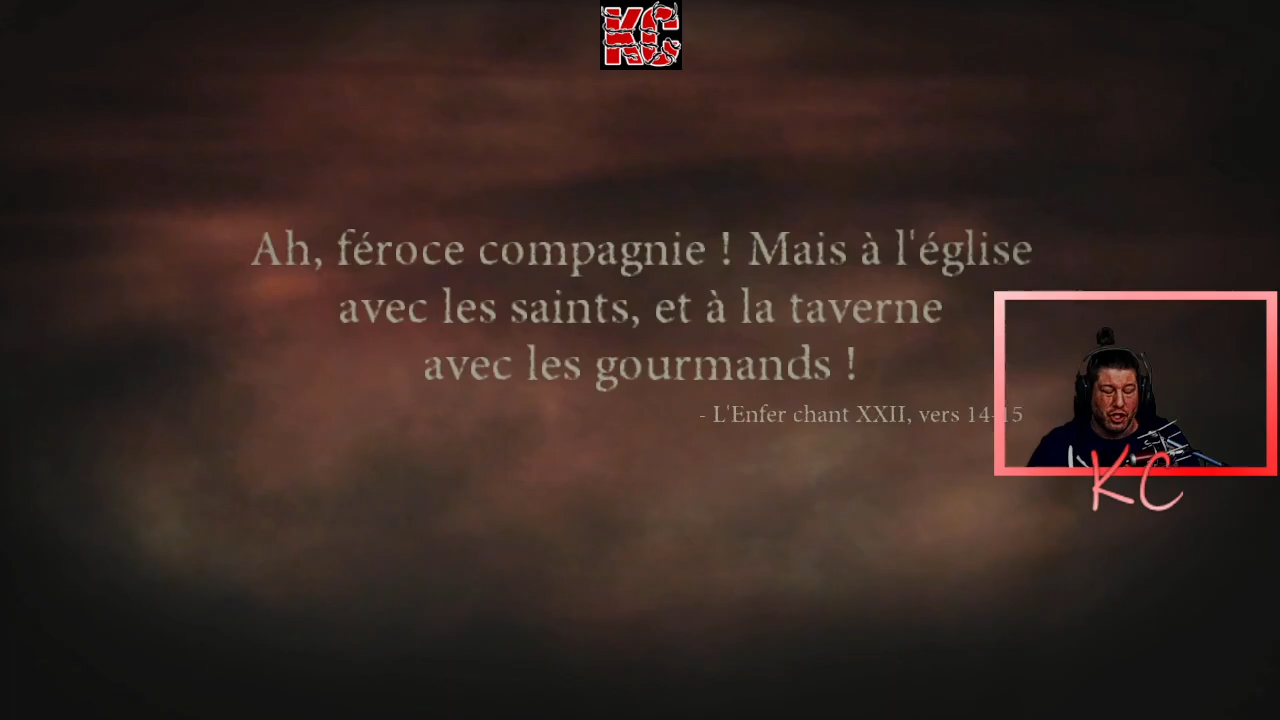 KC
Ah, féroce compagnie ! Mais à l'église
avec les saints, et à la taverne
avec les gourmands !
- L'Enfer chant XXII, vers 14-15
KC